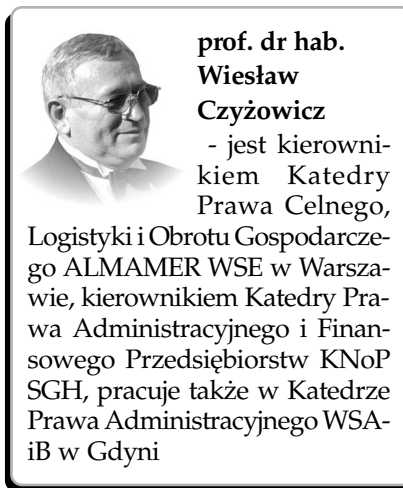 prof. dr hab.
Wiesław
Czyżowicz
- jest kierowni-
kiem Katedry
Prawa Celnego,
Logistyki i Obrotu Gospodarcze-
go ALMAMER WSE w Warsza-
wie, kierownikiem Katedry Pra-
wa Administracyjnego i Finan-
sowego Przedsiębiorstw KNoP
SGH, pracuje także w Katedrze
Prawa Administracyjnego WSA-
iB w Gdyni